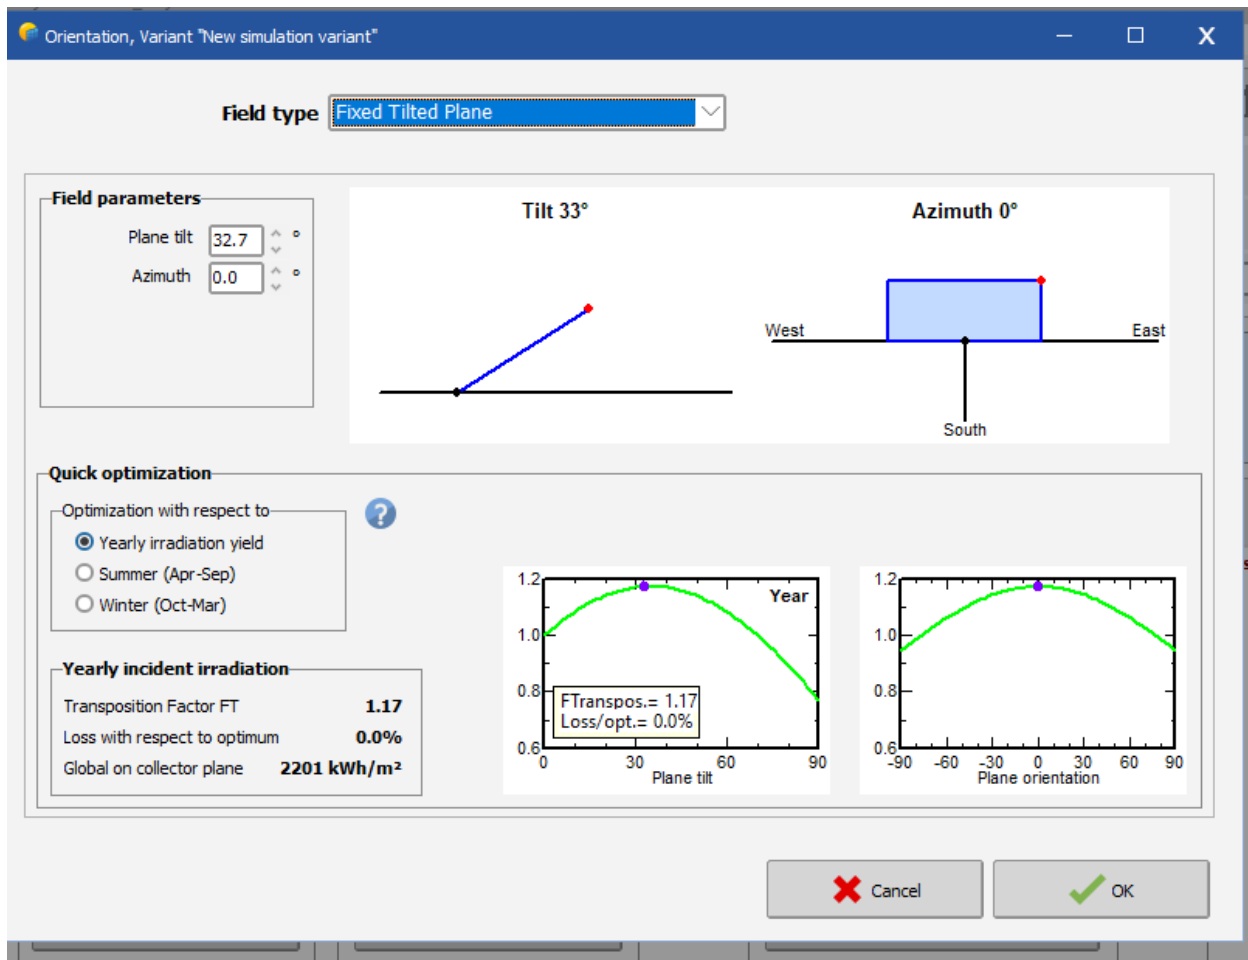 Orientation, Variant "New simulation variant"
Field type Fixed Tilted Plane
Field parameters
Plane tilt 32.7 °
Azimuth 0.0 °
Tilt 33°
Azimuth 0°
West
East
South
Quick optimization
Optimization with respect to
Yearly irradiation yield
Summer (Apr-Sep)
Winter (Oct-Mar)
?
Yearly incident irradiation
Transposition Factor FT 1.17
Loss with respect to optimum 0.0%
Global on collector plane 2201 kWh/m²
1.2
1.0
0.8
0.6
Year
FTranspos.= 1.17
Loss/opt.= 0.0%
0 30 60 90
Plane tilt
1.2
1.0
0.8
0.6
-90 -60 -30 0 30 60 90
Plane orientation
Cancel
OK